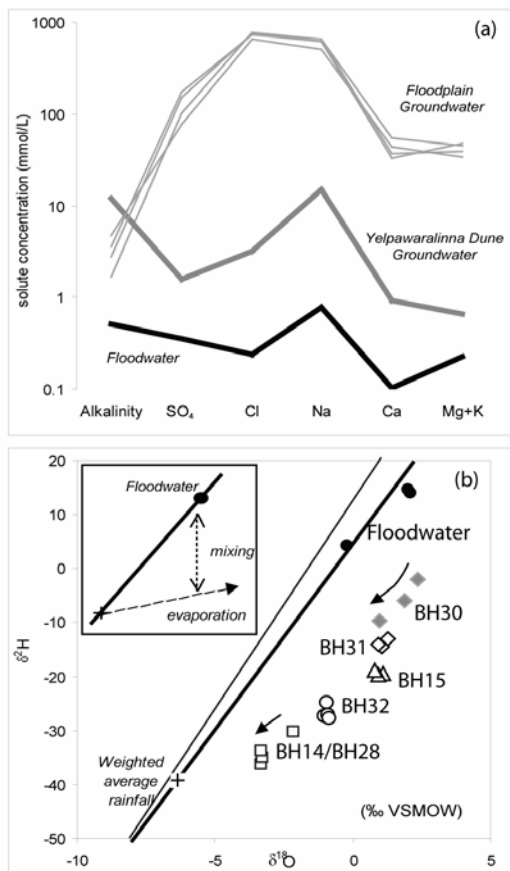 (a)
solute concentration (mmol/L)
1000
100
10
1
0.1
Floodplain
Groundwater
Yelpawaralinna Dune
Groundwater
Floodwater
Alkalinity SO₄ Cl Na Ca Mg+K
(b)
δ²H
20
10
0
-10
-20
-30
-40
-50
Floodwater
mixing
evaporation
Floodwater
BH30
BH31
BH15
BH32
BH14/BH28
Weighted
average
rainfall
(‰ VSMOW)
-10 -5 0 5
δ¹⁸O